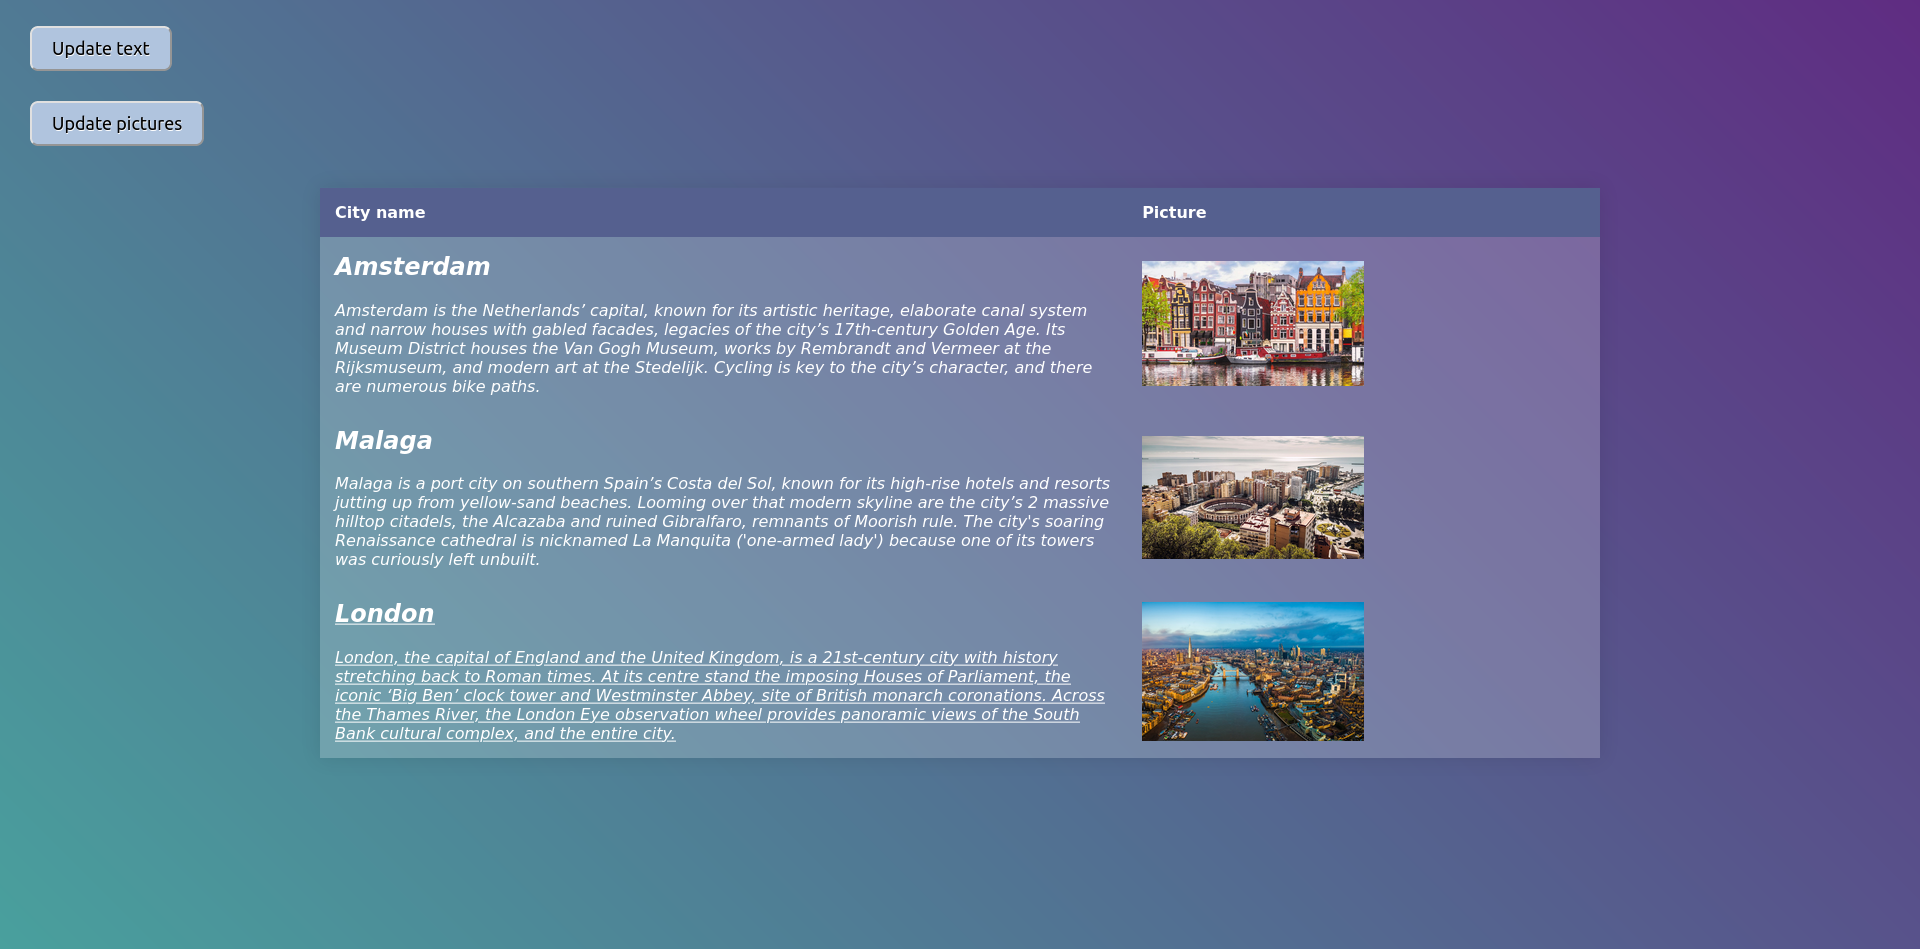 Update text
Update pictures
City name
Picture
Amsterdam
Amsterdam is the Netherlands’ capital, known for its artistic heritage, elaborate canal system
and narrow houses with gabled facades, legacies of the city’s 17th-century Golden Age. Its
Museum District houses the Van Gogh Museum, works by Rembrandt and Vermeer at the
Rijksmuseum, and modern art at the Stedelijk. Cycling is key to the city’s character, and there
are numerous bike paths.
Malaga
Malaga is a port city on southern Spain’s Costa del Sol, known for its high-rise hotels and resorts
jutting up from yellow-sand beaches. Looming over that modern skyline are the city’s 2 massive
hilltop citadels, the Alcazaba and ruined Gibralfaro, remnants of Moorish rule. The city's soaring
Renaissance cathedral is nicknamed La Manquita ('one-armed lady') because one of its towers
was curiously left unbuilt.
London
London, the capital of England and the United Kingdom, is a 21st-century city with history
stretching back to Roman times. At its centre stand the imposing Houses of Parliament, the
iconic ‘Big Ben’ clock tower and Westminster Abbey, site of British monarch coronations. Across
the Thames River, the London Eye observation wheel provides panoramic views of the South
Bank cultural complex, and the entire city.